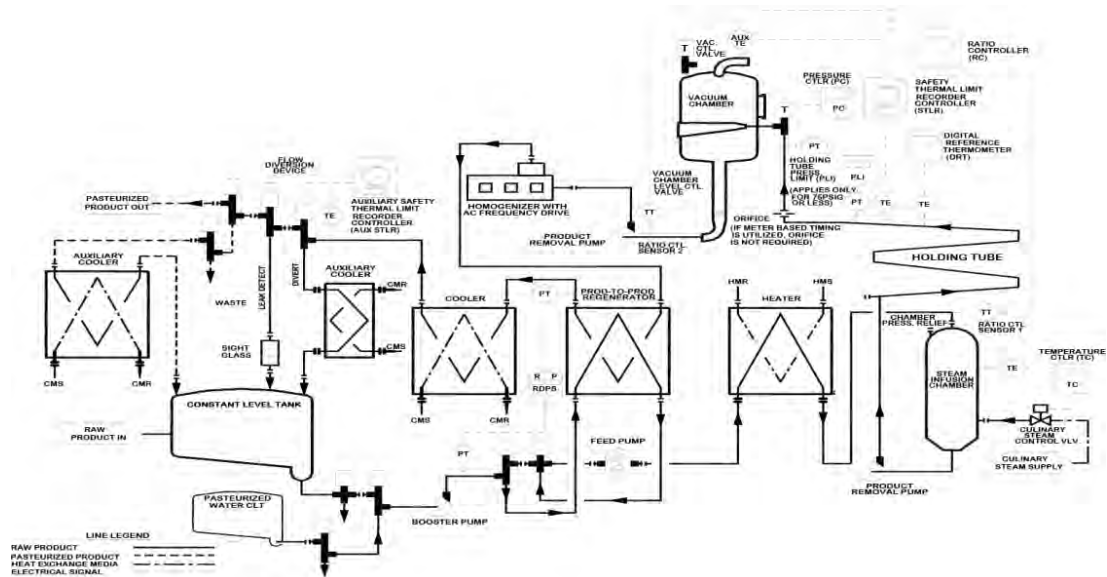 VAC.
CTL.
VALVE
T
AUX
TE
RATIO
CONTROLLER
(RC)
PRESSURE
CTLR (PC)
SAFETY
THERMAL LIMIT
RECORDER
CONTROLLER
(STLR)
VACUUM
CHAMBER
T
PC
PT
DIGITAL
REFERENCE
THERMOMETER
(DRT)
HOLDING
TUBE
PRESS.
LIMIT (PLI)
PLI
(APPLIES ONLY
FOR 75PSIG
OR LESS)
PT
TE
TE
FLOW
DIVERSION
DEVICE
PASTEURIZED
PRODUCT OUT
TE
AUXILIARY SAFETY
THERMAL LIMIT
RECORDER
CONTROLLER
(AUX STLR)
HOMOGENIZER WITH
AC FREQUENCY DRIVE
VACUUM
CHAMBER
LEVEL CTL.
VALVE
TT
PRODUCT
REMOVAL PUMP
RATIO CTL
SENSOR 2
ORIFICE
(IF METER BASED TIMING
IS UTILIZED, ORIFICE
IS NOT REQUIRED)
HOLDING TUBE
AUXILIARY
COOLER
WASTE
LEAK DETECT
DIVERT
AUXILIARY
COOLER
CMR
CMS
COOLER
PT
PROD-TO-PROD
REGENERATOR
HMR
HMS
HEATER
CHAMBER
PRESS. RELIEF
TT
RATIO CTL
SENSOR 1
TEMPERATURE
CTLR (TC)
TE
TC
STEAM
INFUSION
CHAMBER
SIGHT
GLASS
R P
RDPS
CMS
CMR
CMS
CMR
CONSTANT LEVEL TANK
RAW
PRODUCT IN
PT
FEED PUMP
CULINARY
STEAM
CONTROL VLV.
CULINARY
STEAM SUPPLY
PRODUCT
REMOVAL PUMP
PASTEURIZED
WATER CLT
BOOSTER PUMP
LINE LEGEND
RAW PRODUCT
PASTEURIZED PRODUCT
HEAT EXCHANGE MEDIA
ELECTRICAL SIGNAL